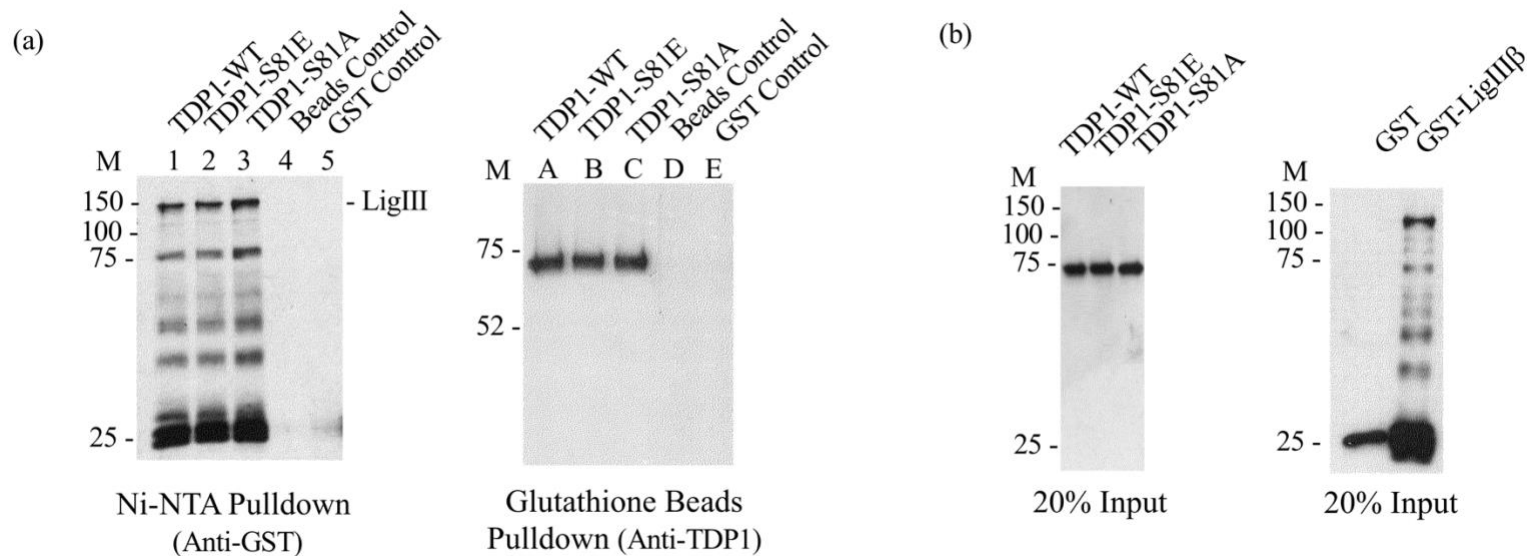 (a)
TDP1-WT
TDP1-S81E
TDP1-S81A
Beads Control
GST Control
M 1 2 3 4 5
150 -
100 -
75 -
25 -
- LigIII
Ni-NTA Pulldown
(Anti-GST)
TDP1-WT
TDP1-S81E
TDP1-S81A
Beads Control
GST Control
M A B C D E
75 -
52 -
25 -
Glutathione Beads
Pulldown (Anti-TDP1)
(b)
TDP1-WT
TDP1-S81E
TDP1-S81A
M
150 -
100 -
75 -
25 -
20% Input
GST
GST-LigIIIβ
M
150 -
100 -
75 -
25 -
20% Input